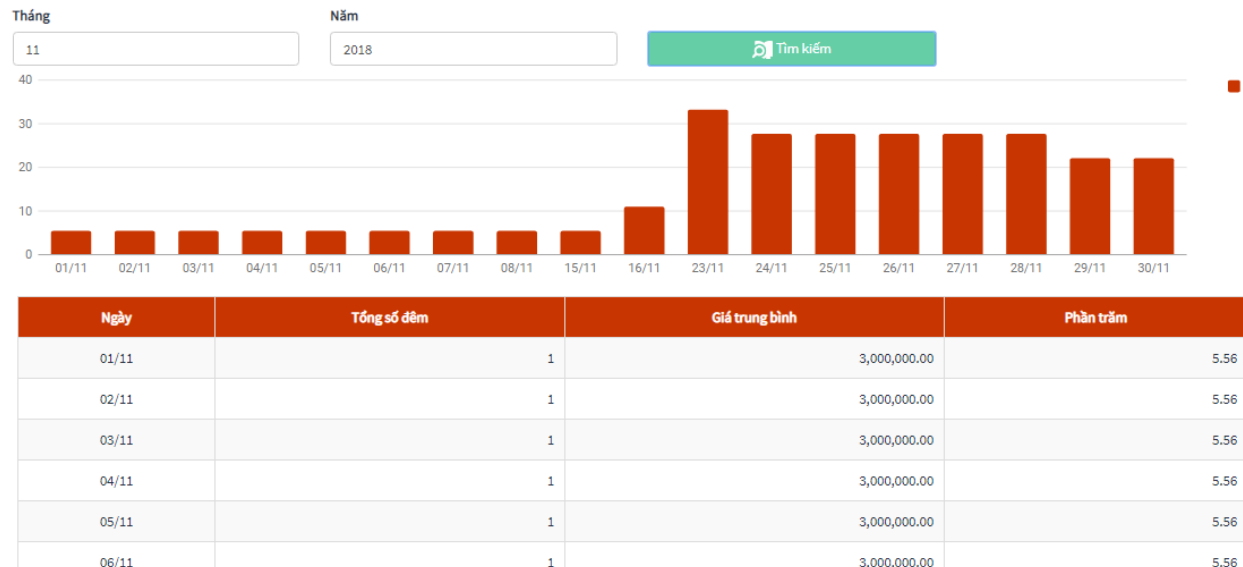 Tháng Năm
11 2018 Tìm kiếm
40
30
20
10
0
01/11 02/11 03/11 04/11 05/11 06/11 07/11 08/11 15/11 16/11 23/11 24/11 25/11 26/11 27/11 28/11 29/11 30/11
Ngày Tổng số đêm Giá trung bình Phần trăm
01/11 1 3,000,000.00 5.56
02/11 1 3,000,000.00 5.56
03/11 1 3,000,000.00 5.56
04/11 1 3,000,000.00 5.56
05/11 1 3,000,000.00 5.56
06/11 1 3,000,000.00 5.56